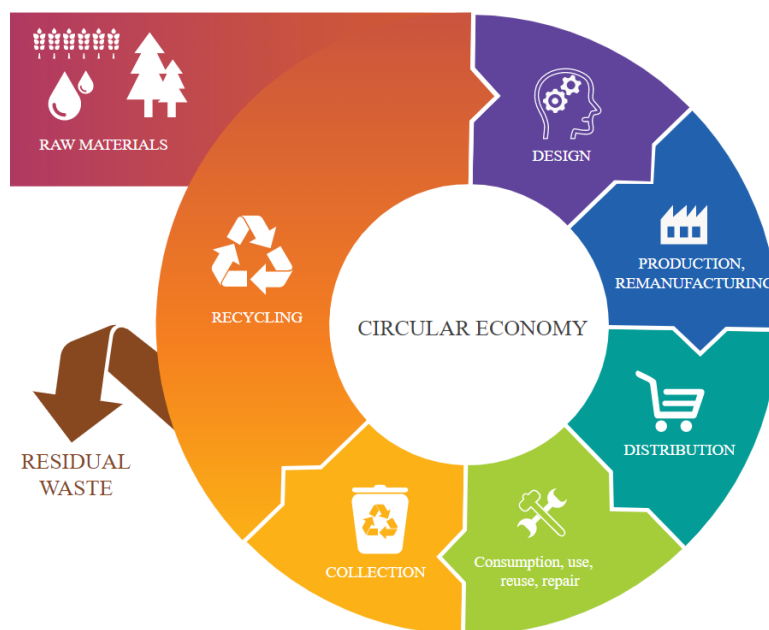 RAW MATERIALS
DESIGN
PRODUCTION,
REMANUFACTURING
RECYCLING
CIRCULAR ECONOMY
DISTRIBUTION
RESIDUAL
WASTE
COLLECTION
Consumption, use,
reuse, repair